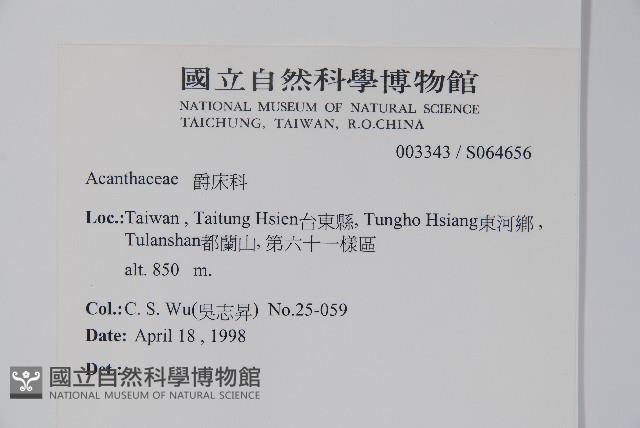 國立自然科學博物館
NATIONAL MUSEUM OF NATURAL SCIENCE
TAICHUNG, TAIWAN, R.O.CHINA
003343 / S064656
Acanthaceae 爵床科
Loc.:Taiwan , Taitung Hsien台東縣, Tungho Hsiang東河鄉 ,
Tulanshan都蘭山, 第六十一樣區
alt. 850 m.
Col.:C. S. Wu(吳志昇) No.25-059
Date: April 18 , 1998
Det.:
國立自然科學博物館
NATIONAL MUSEUM OF NATURAL SCIENCE